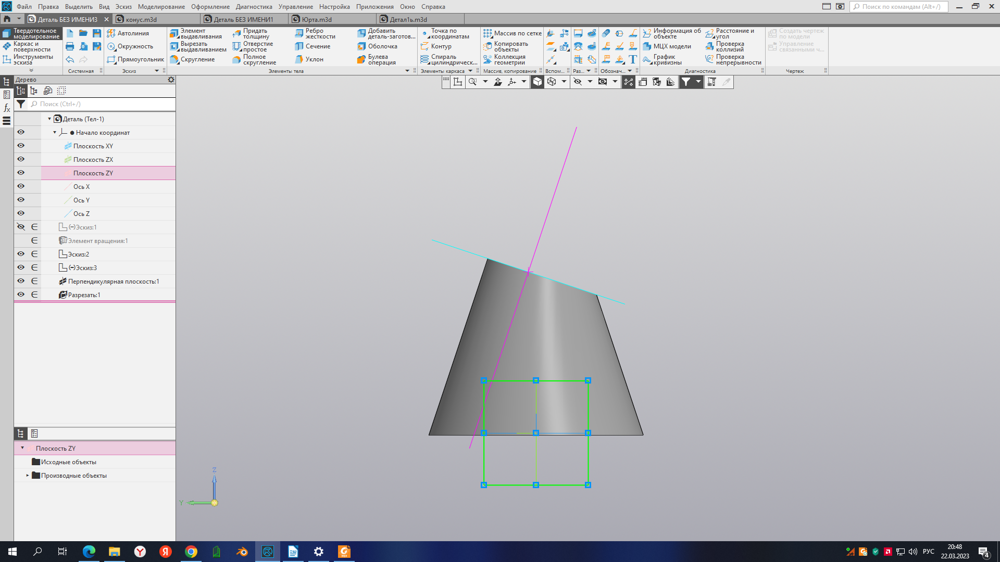 Файл Правка Выделить Вид Эскиз Моделирование Оформление Диагностика Управление Настройка Приложения Окно Справка
Поиск по командам (Alt+/)
Деталь БЕЗ ИМЕНИ3
конус.m3d
Деталь БЕЗ ИМЕНИ1
Юрта.m3d
Детал1ь.m3d
Твердотельное моделирование
Каркас и поверхности
Инструменты эскиза
Системная
Автолиния
Окружность
Прямоугольник
Эскиз
Элемент выдавливания
Вырезать выдавливанием
Скругление
Придать толщину
Отверстие простое
Полное скругление
Ребро жесткости
Сечение
Уклон
Добавить деталь-заготов...
Оболочка
Булева операция
Элементы тела
Точка по координатам
Контур
Спираль цилиндрическ...
Элементы каркаса
Массив по сетке
Копировать объекты
Коллекция геометрии
Массив, копирование
Вспом...
Раз...
Обознач...
Информация об объекте
МЦХ модели
График кривизны
Расстояние и угол
Проверка коллизий
Проверка непрерывности
Диагностика
Создать чертеж по модели
Управление связанными ч...
Чертеж
Дерево
Поиск (Ctrl+/)
Деталь (Тел-1)
Начало координат
Плоскость XY
Плоскость ZX
Плоскость ZY
Ось X
Ось Y
Ось Z
(−)Эскиз:1
Элемент вращения:1
Эскиз:2
(−)Эскиз:3
Перпендикулярная плоскость:1
Разрезать:1
Плоскость ZY
Исходные объекты
Производные объекты
Z
Y
РУС
20:48
22.03.2023
4